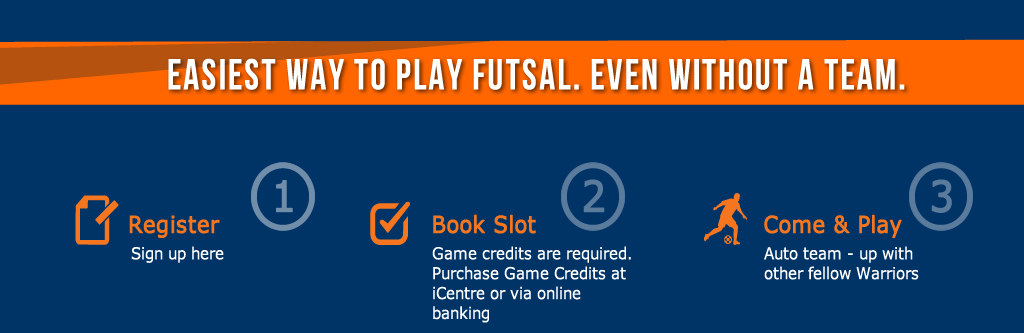 EASIEST WAY TO PLAY FUTSAL. EVEN WITHOUT A TEAM.
1
Register
Sign up here
2
Book Slot
Game credits are required.
Purchase Game Credits at
iCentre or via online
banking
3
Come & Play
Auto team - up with
other fellow Warriors